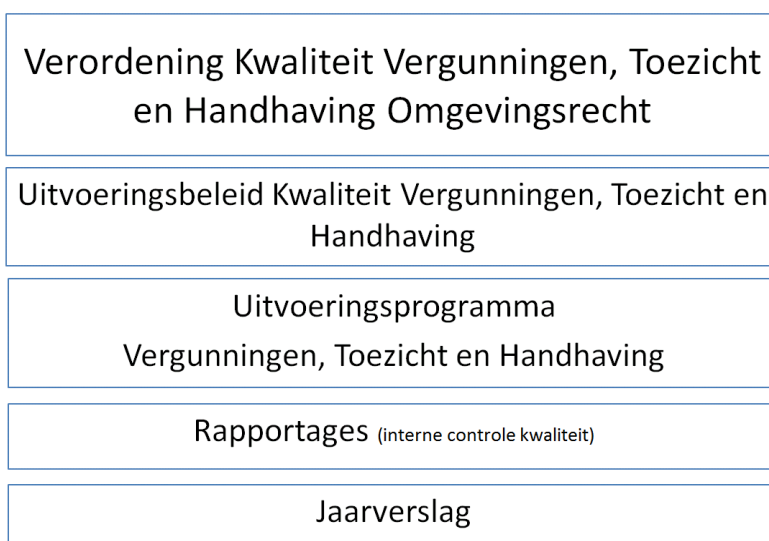 Verordening Kwaliteit Vergunningen, Toezicht
en Handhaving Omgevingsrecht
Uitvoeringsbeleid Kwaliteit Vergunningen, Toezicht en
Handhaving
Uitvoeringsprogramma
Vergunningen, Toezicht en Handhaving
Rapportages (interne controle kwaliteit)
Jaarverslag